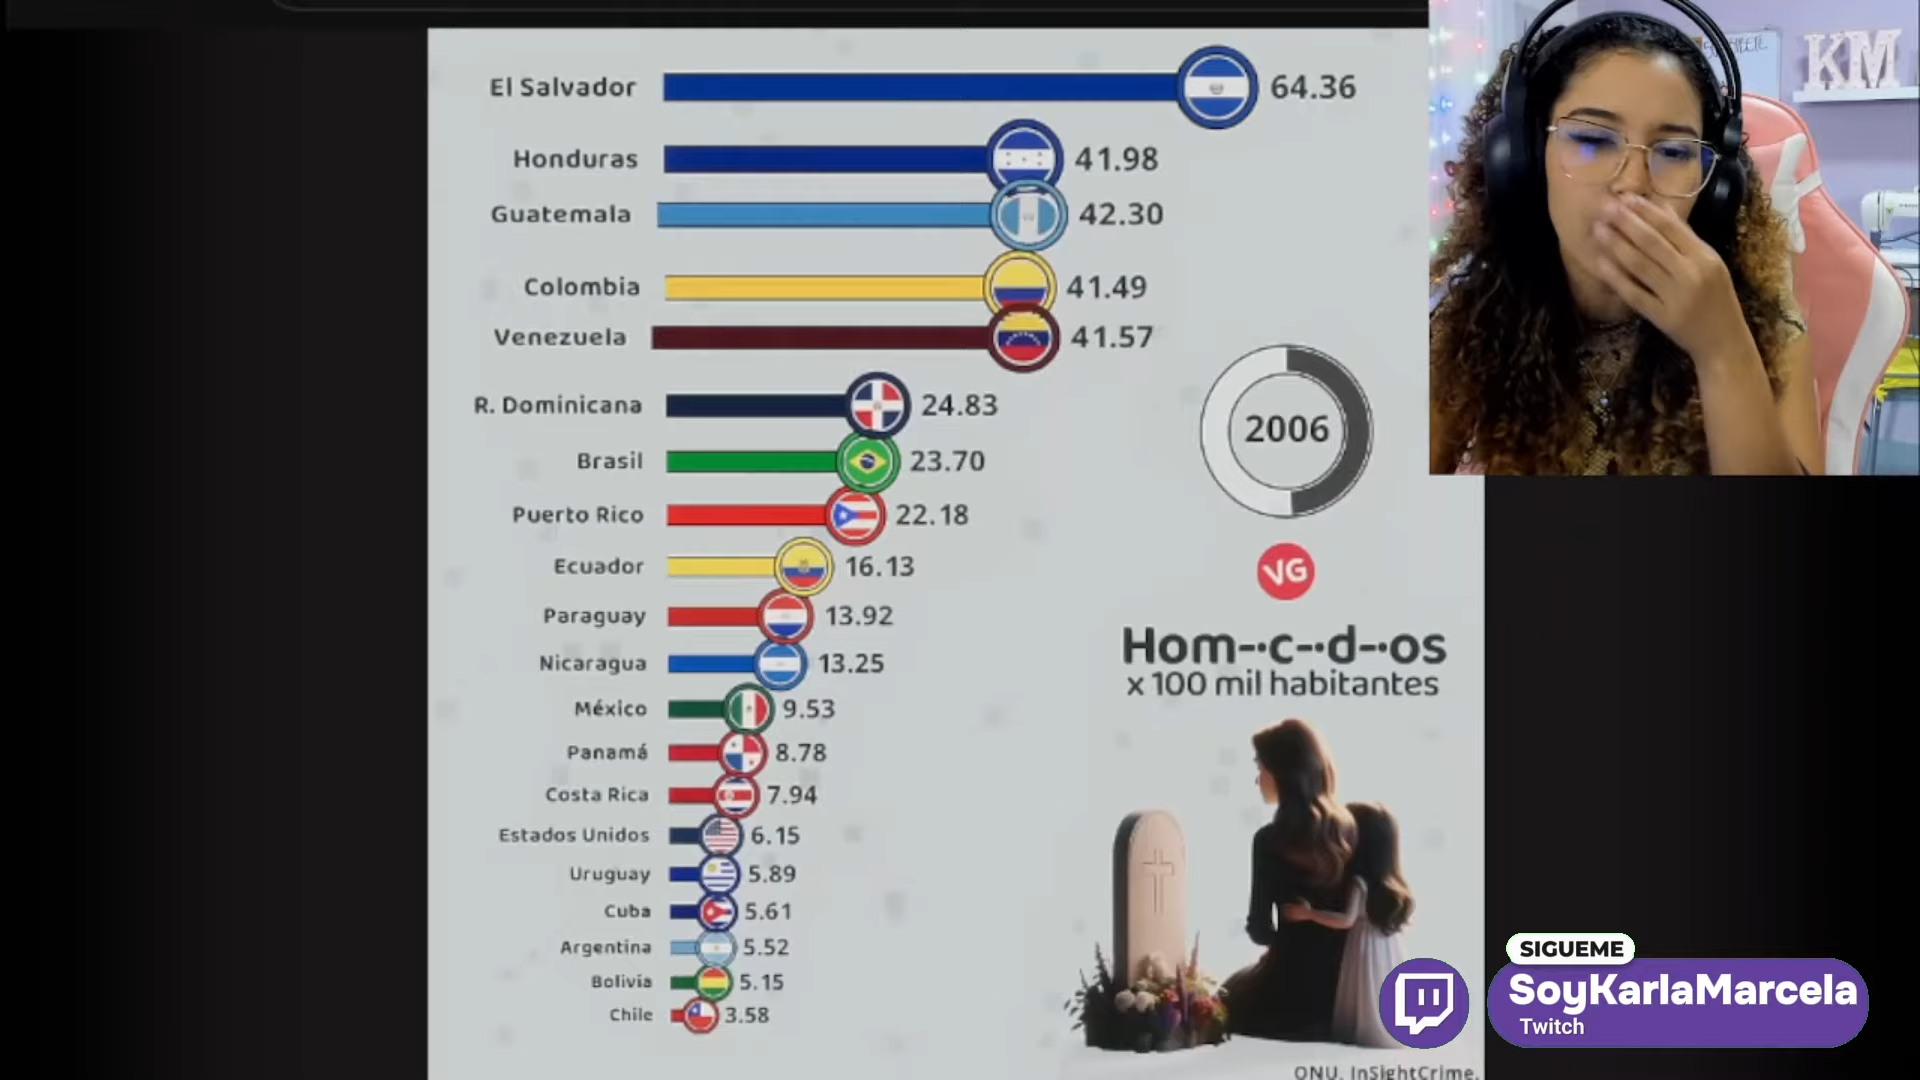 El Salvador 64.36
Honduras 41.98
Guatemala 42.30
Colombia 41.49
Venezuela 41.57
R. Dominicana 24.83
Brasil 23.70
Puerto Rico 22.18
Ecuador 16.13
Paraguay 13.92
Nicaragua 13.25
México 9.53
Panamá 8.78
Costa Rica 7.94
Estados Unidos 6.15
Uruguay 5.89
Cuba 5.61
Argentina 5.52
Bolivia 5.15
Chile 3.58
2006
VG
Hom-·c-·d-·os
x 100 mil habitantes
ONU, InSightCrime.
KM
SIGUEME
SoyKarlaMarcela
Twitch